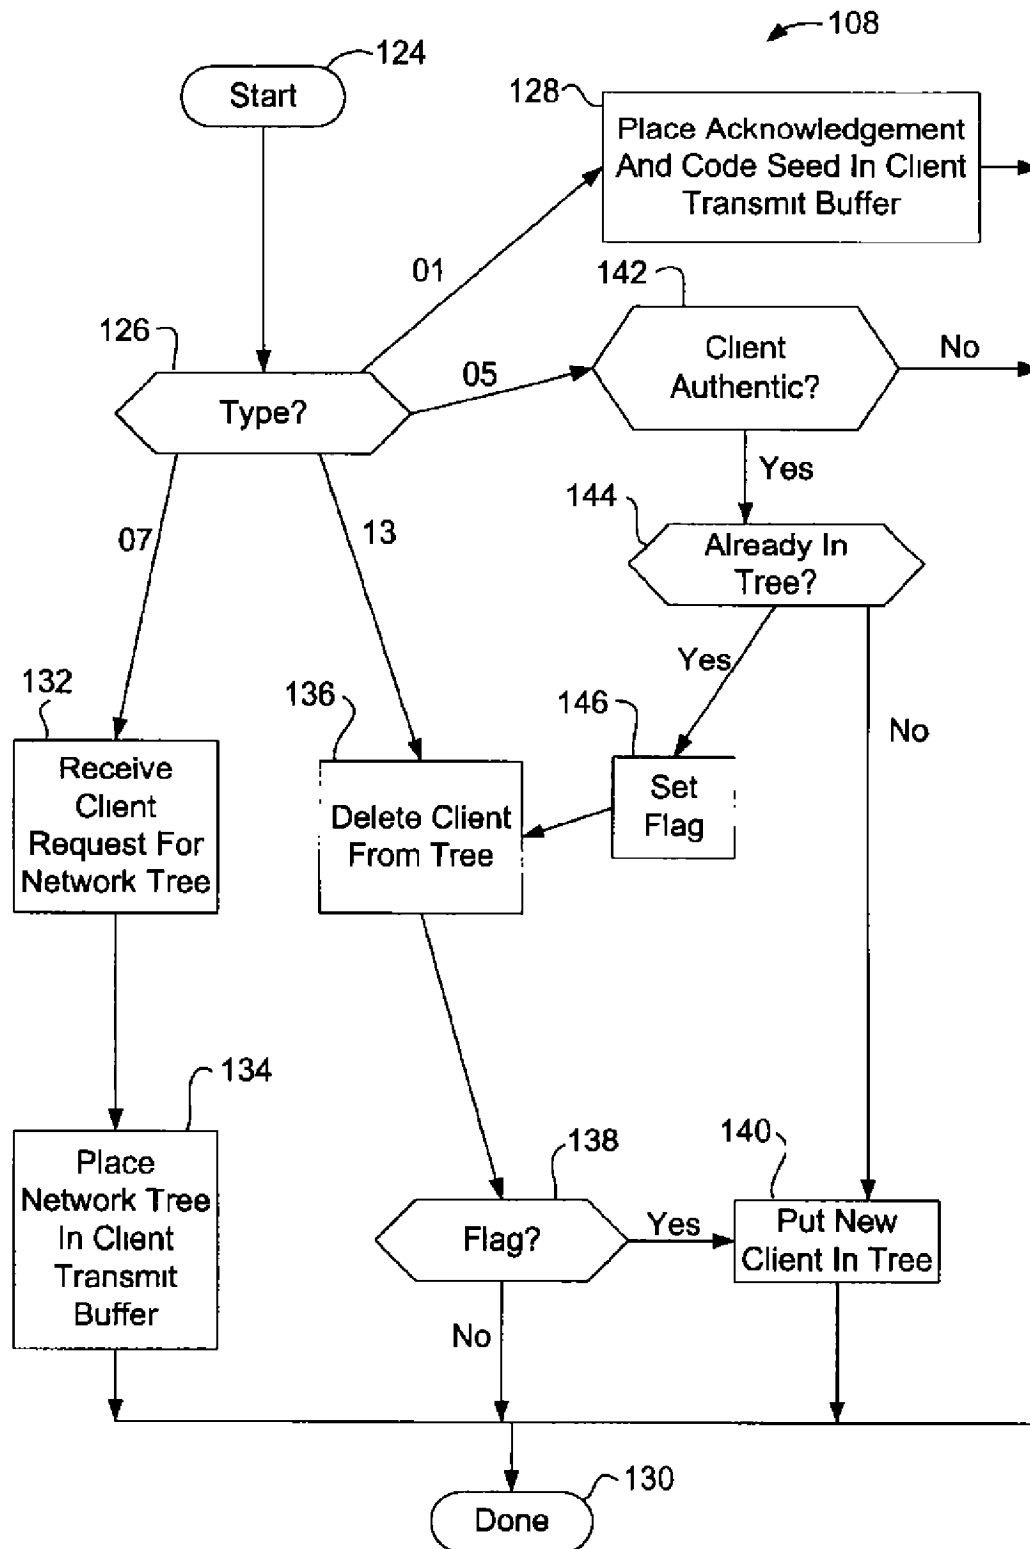 108
124
Start
128
Place Acknowledgement
And Code Seed In Client
Transmit Buffer
01
142
126
Type?
05
Client
Authentic?
No
Yes
144
Already In
Tree?
07
13
Yes
No
132
Receive
Client
Request For
Network Tree
136
Delete Client
From Tree
146
Set
Flag
134
Place
Network Tree
In Client
Transmit
Buffer
138
Flag?
Yes
140
Put New
Client In Tree
No
130
Done